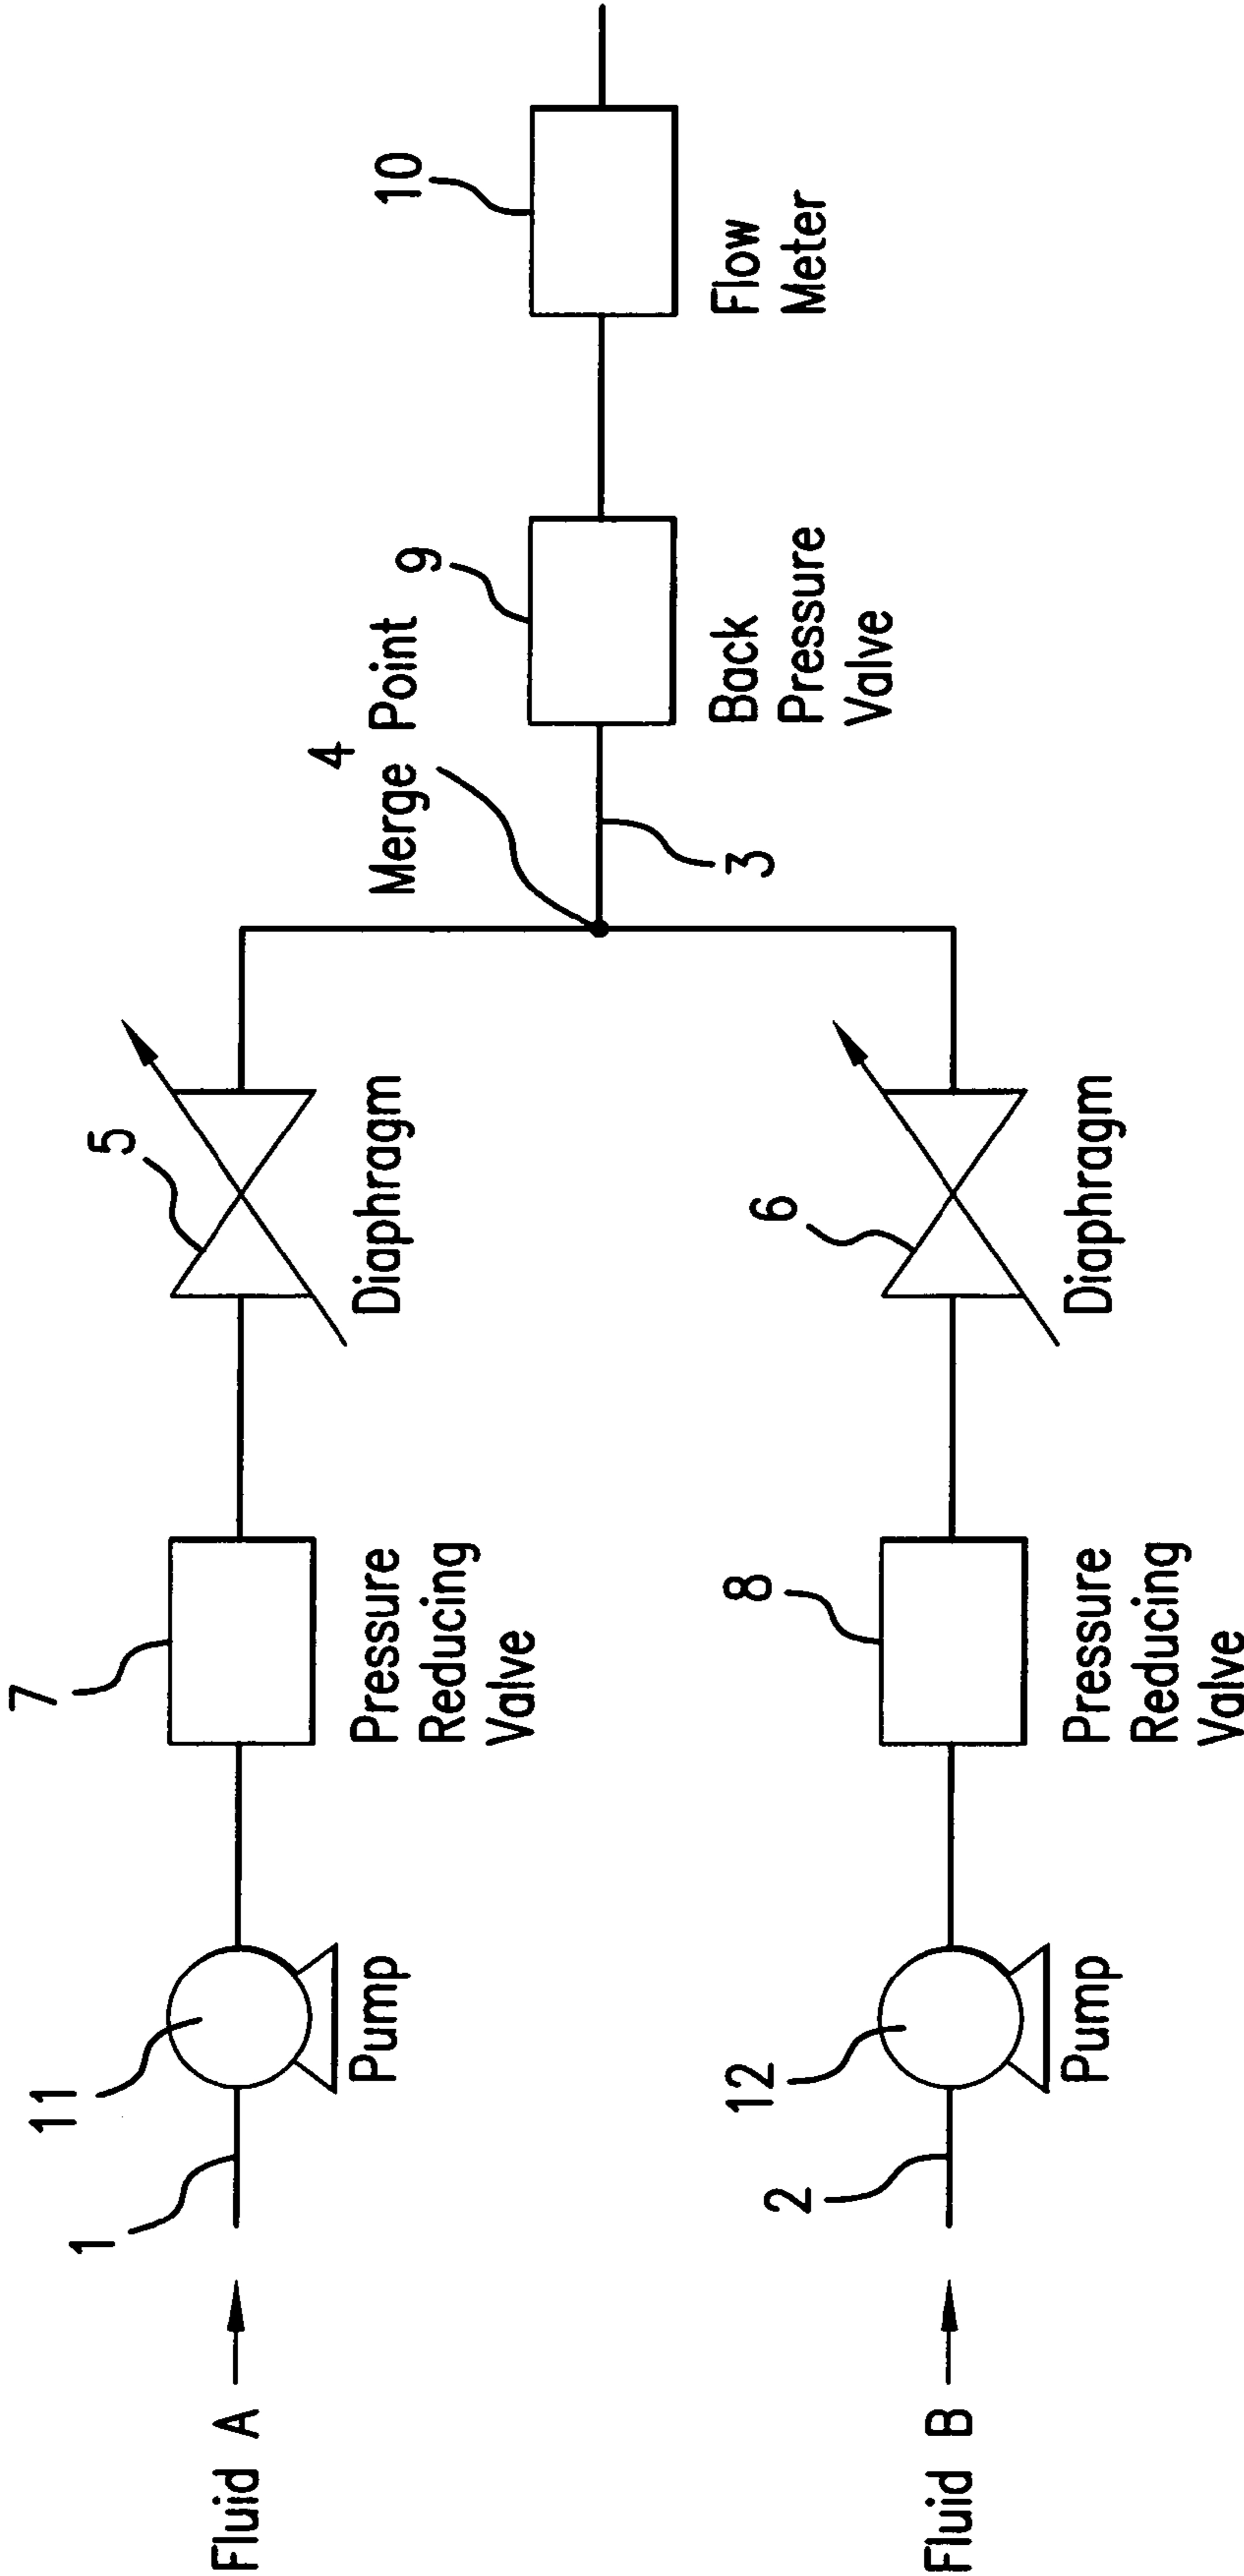 Fluid A
1
11
Pump
7
Pressure
Reducing
Valve
5
Diaphragm
4
Merge Point
3
9
Back
Pressure
Valve
10
Flow
Meter
Fluid B
2
12
Pump
8
Pressure
Reducing
Valve
6
Diaphragm